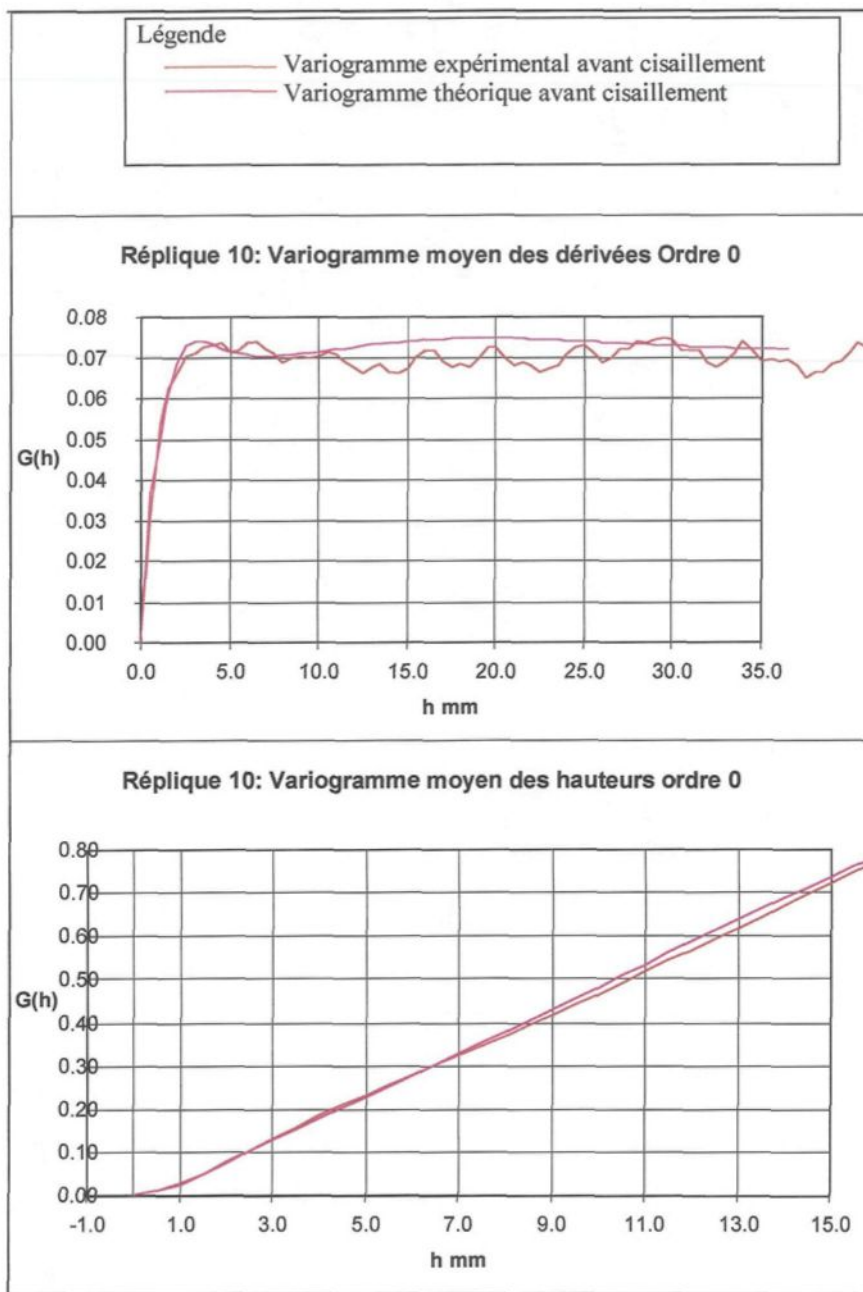 Légende
Variogramme expérimental avant cisaillement
Variogramme théorique avant cisaillement
Réplique 10: Variogramme moyen des dérivées Ordre 0
0.08
0.07
0.06
0.05
G(h)
0.04
0.03
0.02
0.01
0.00
0.0 5.0 10.0 15.0 20.0 25.0 30.0 35.0
h mm
Réplique 10: Variogramme moyen des hauteurs ordre 0
0.80
0.70
0.60
0.50
G(h)
0.40
0.30
0.20
0.10
0.00
-1.0 1.0 3.0 5.0 7.0 9.0 11.0 13.0 15.0
h mm